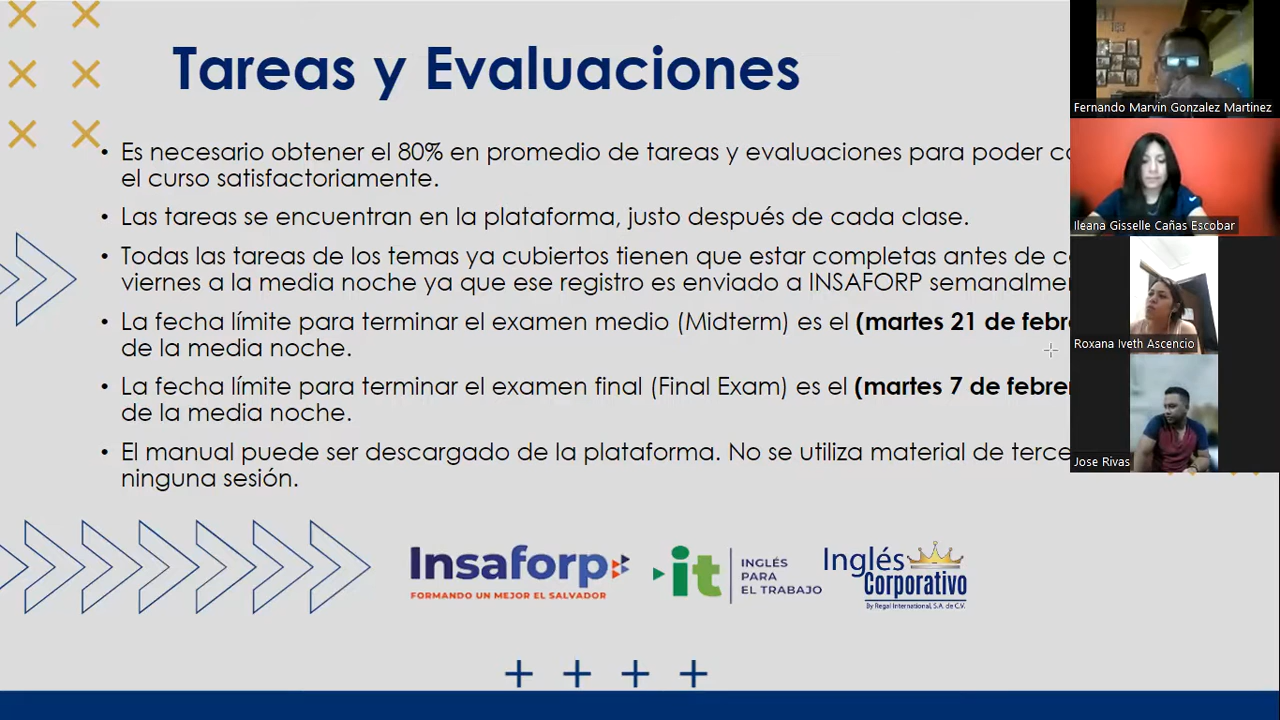 Tareas y Evaluaciones
• Es necesario obtener el 80% en promedio de tareas y evaluaciones para poder
el curso satisfactoriamente.
• Las tareas se encuentran en la plataforma, justo después de cada clase.
• Todas las tareas de los temas ya cubiertos tienen que estar completas antes de
viernes a la media noche ya que ese registro es enviado a INSAFORP
• La fecha límite para terminar el examen medio (Midterm) es el (martes 21 de
de la media noche.
• La fecha límite para terminar el examen final (Final Exam) es el (martes 7 de
de la media noche.
• El manual puede ser descargado de la plataforma. No se utiliza material de
ninguna sesión.
Insaforp
FORMANDO UN MEJOR EL SALVADOR
it
INGLÉS
PARA
EL TRABAJO
Inglés
Corporativo
By Regal International, S.A. de C.V.
Fernando Marvin Gonzalez Martinez
Ileana Gisselle Cañas Escobar
Roxana Iveth Ascencio
Jose Rivas